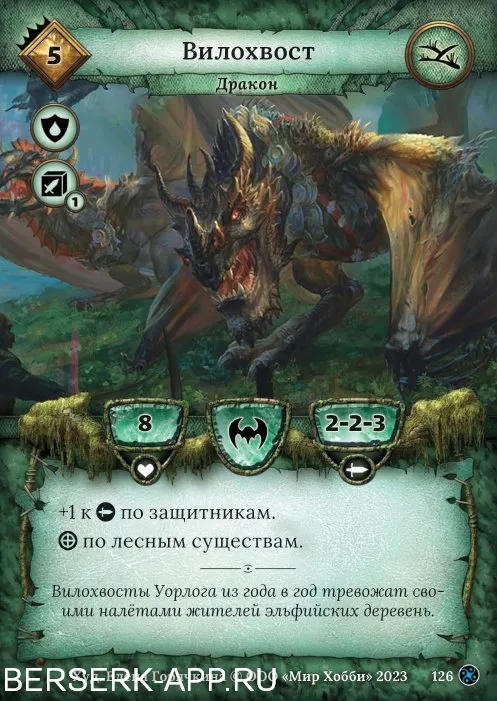 5
Вилохвост
Дракон
1
8
2-2-3
+1 к по защитникам.
по лесным существам.
Вилохвосты Уорлога из года в год тревожат сво-
ими налётами жителей эльфийских деревень.
ООО «Мир Хобби» 2023 126
BERSERK-APP.RU